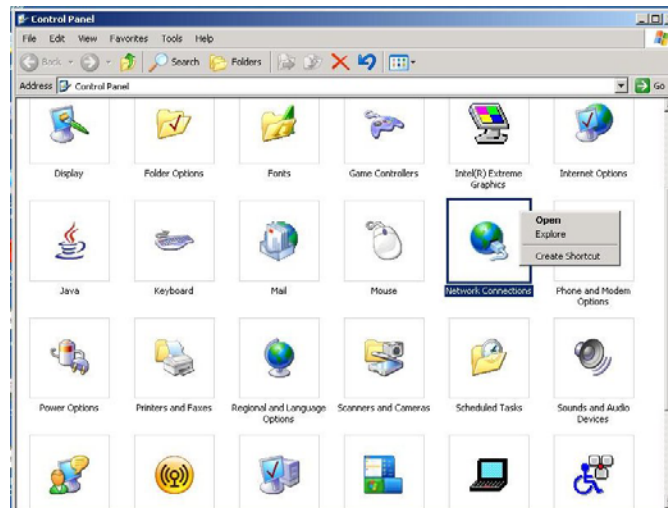 Control Panel
File Edit View Favorites Tools Help
Back Search Folders
Address Control Panel Go
Display Folder Options Fonts Game Controllers Intel(R) Extreme Graphics Internet Options
Open
Explore
Create Shortcut
Java Keyboard Mail Mouse Network Connections Phone and Modem Options
Power Options Printers and Faxes Regional and Language Options Scanners and Cameras Scheduled Tasks Sounds and Audio Devices